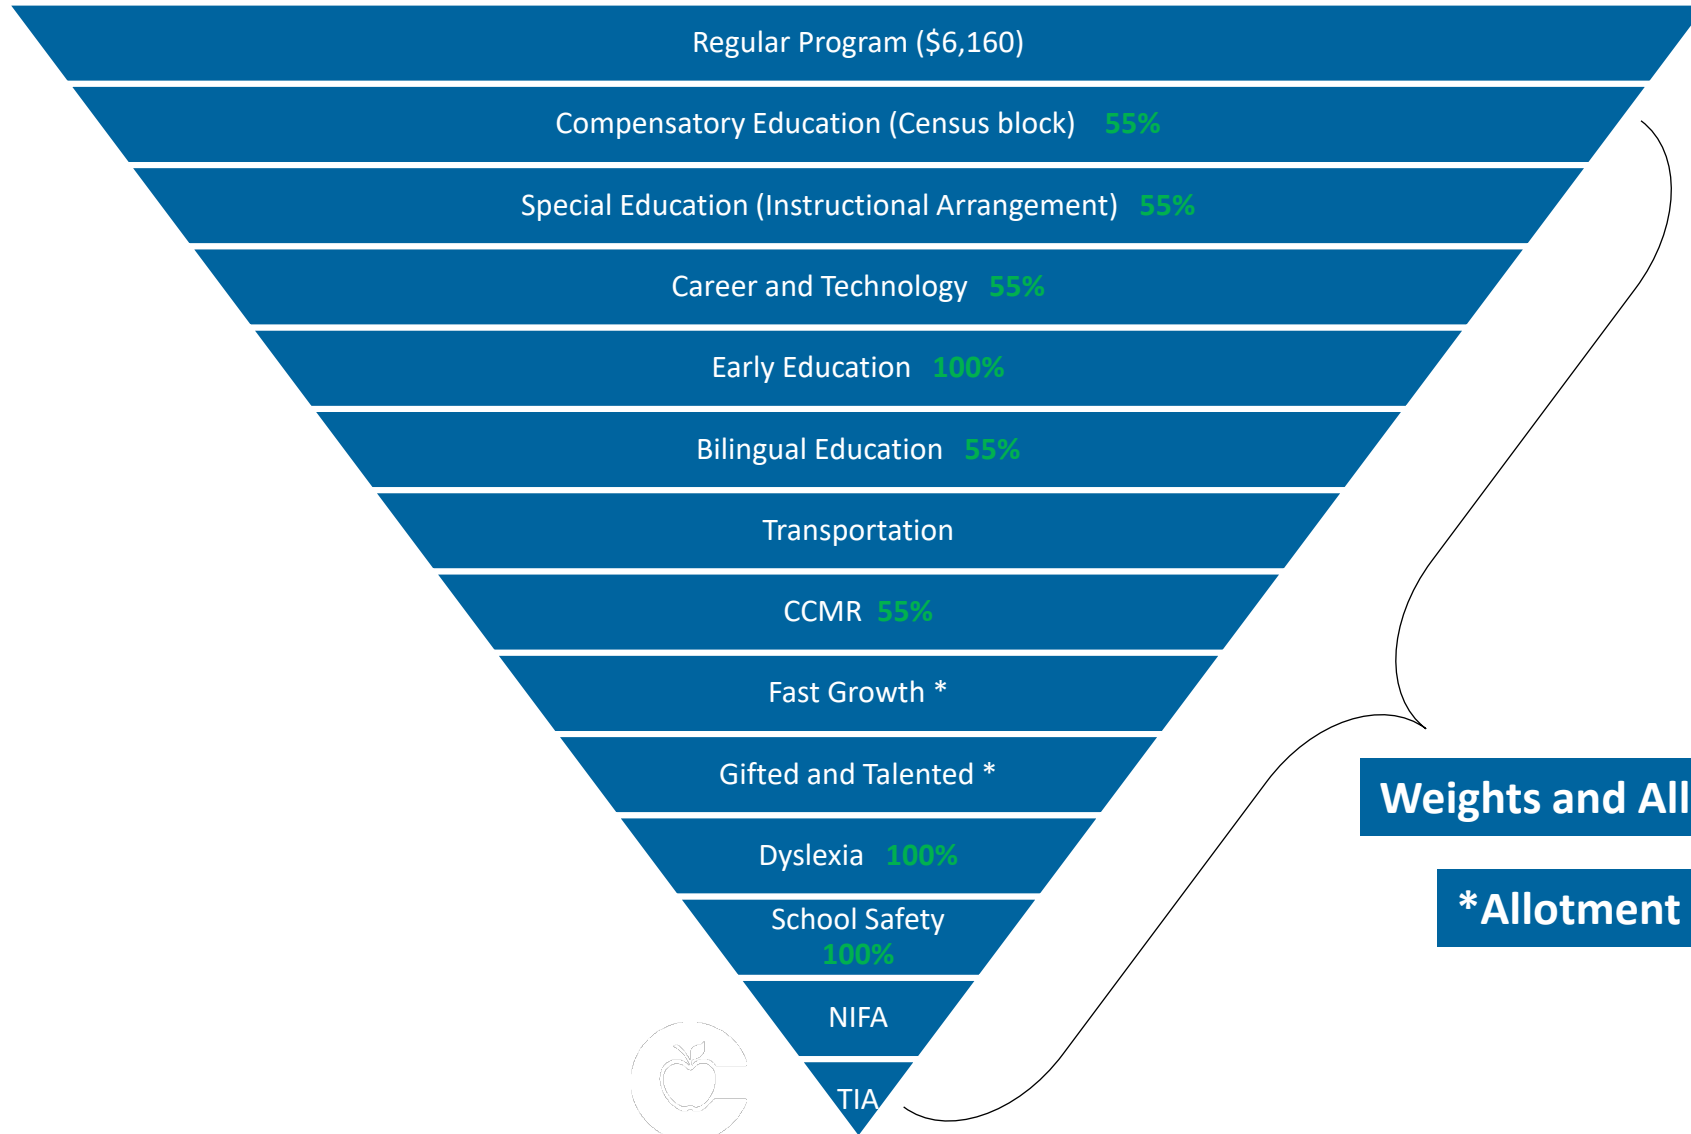 Regular Program ($6,160)
Compensatory Education (Census block) 55%
Special Education (Instructional Arrangement) 55%
Career and Technology 55%
Early Education 100%
Bilingual Education 55%
Transportation
CCMR 55%
Fast Growth *
Gifted and Talented *
Dyslexia 100%
School Safety
100%
NIFA
TIA
Weights and All
*Allotment